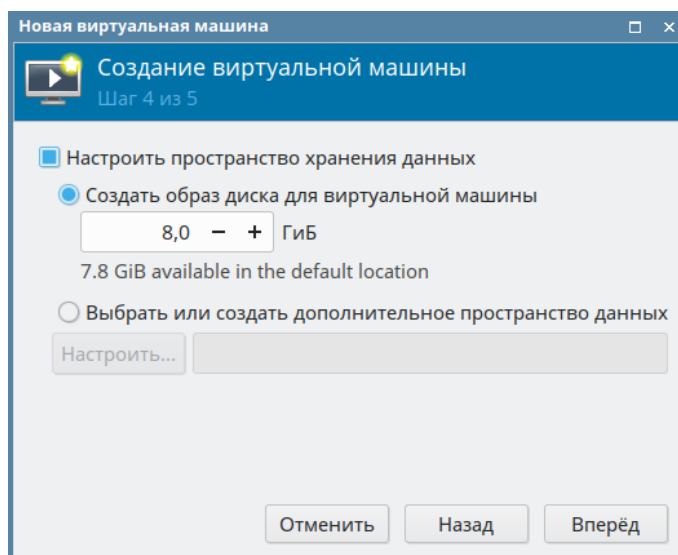 Новая виртуальная машина
Создание виртуальной машины
Шаг 4 из 5
Настроить пространство хранения данных
Создать образ диска для виртуальной машины
8,0 − + ГиБ
7.8 GiB available in the default location
Выбрать или создать дополнительное пространство данных
Настроить...
Отменить Назад Вперёд